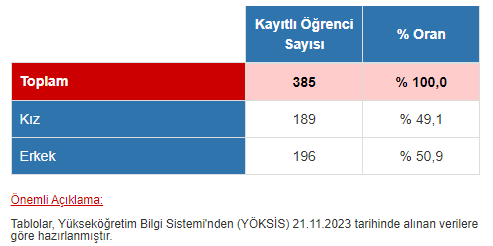 Kayıtlı Öğrenci
Sayısı
% Oran
Toplam 385 % 100,0
Kız 189 % 49,1
Erkek 196 % 50,9
Önemli Açıklama:
Tablolar, Yükseköğretim Bilgi Sistemi'nden (YÖKSİS) 21.11.2023 tarihinde alınan verilere
göre hazırlanmıştır.